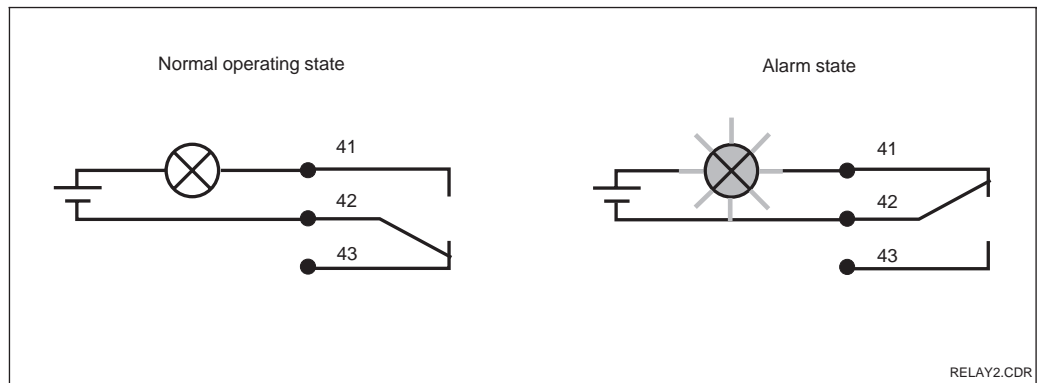 Normal operating state
Alarm state
41
42
43
41
42
43
RELAY2.CDR